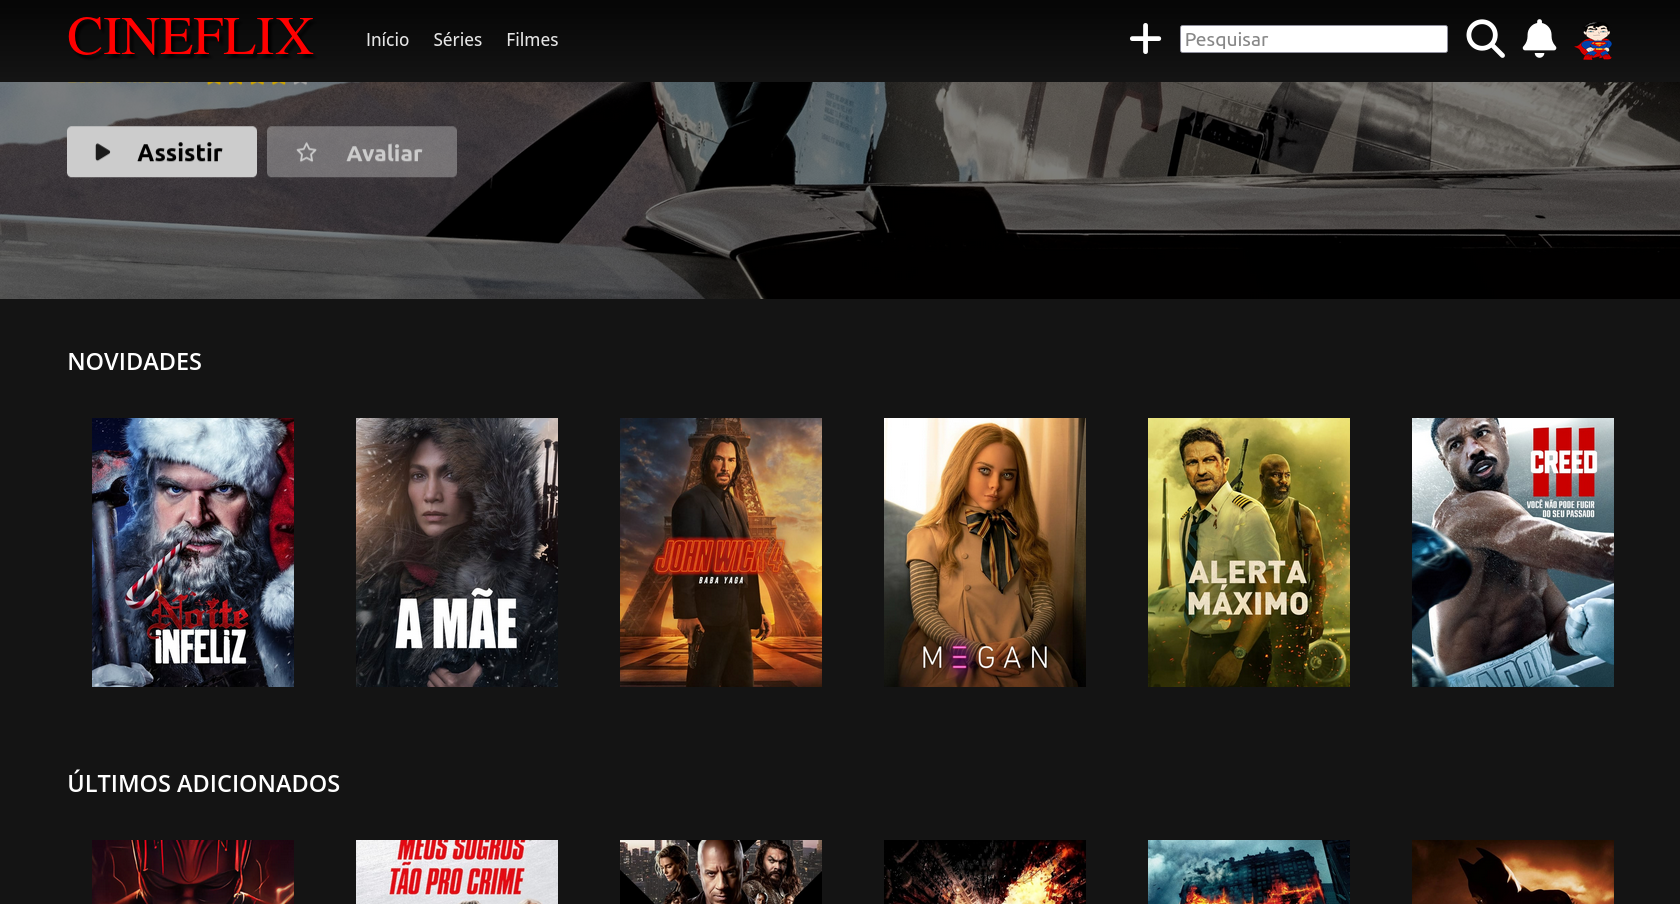 CINEFLIX
Início Séries Filmes
Pesquisar
Assistir Avaliar
NOVIDADES
Noite
INFELIZ
A MÃE
JOHN WICK 4
BABA YAGA
MEGAN
ALERTA
MÁXIMO
CREED
III
VOCÊ NÃO PODE FUGIR
DO SEU PASSADO
ÚLTIMOS ADICIONADOS
MEUS SOGROS
TÃO PRO CRIME